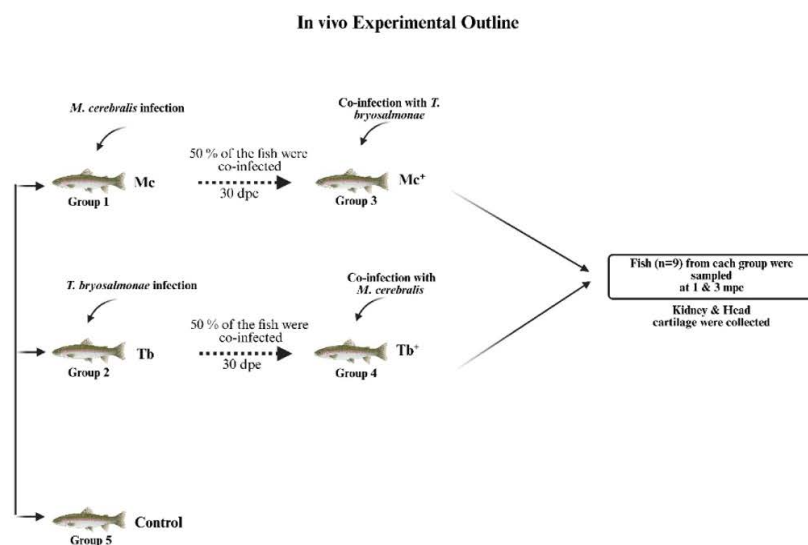 In vivo Experimental Outline
M. cerebralis infection
Co-infection with T.
bryosalmonae
50 % of the fish were
co-infected
30 dpe
Mc
Group 1
Mc⁺
Group 3
Fish (n=9) from each group were
sampled
at 1 & 3 mpe
Kidney & Head
cartilage were collected
T. bryosalmonae infection
Co-infection with
M. cerebralis
50 % of the fish were
co-infected
30 dpe
Tb
Group 2
Tb⁺
Group 4
Control
Group 5